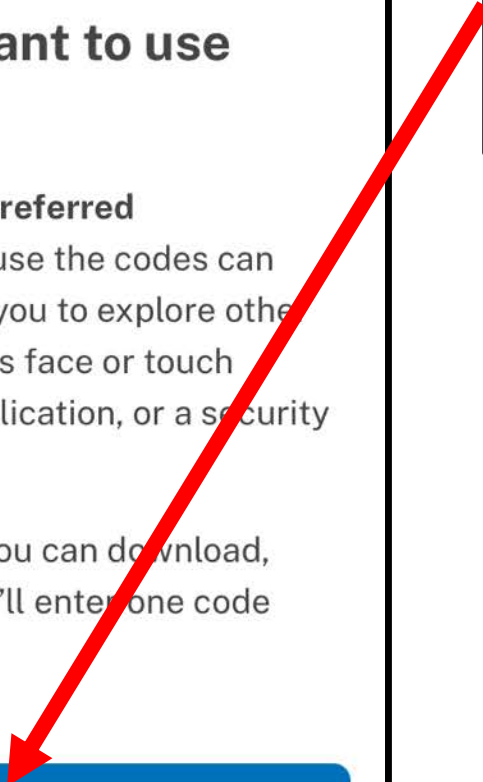 ant to use
referred
use the codes can
you to explore othe
s face or touch
lication, or a security
ou can download,
'll enter one code